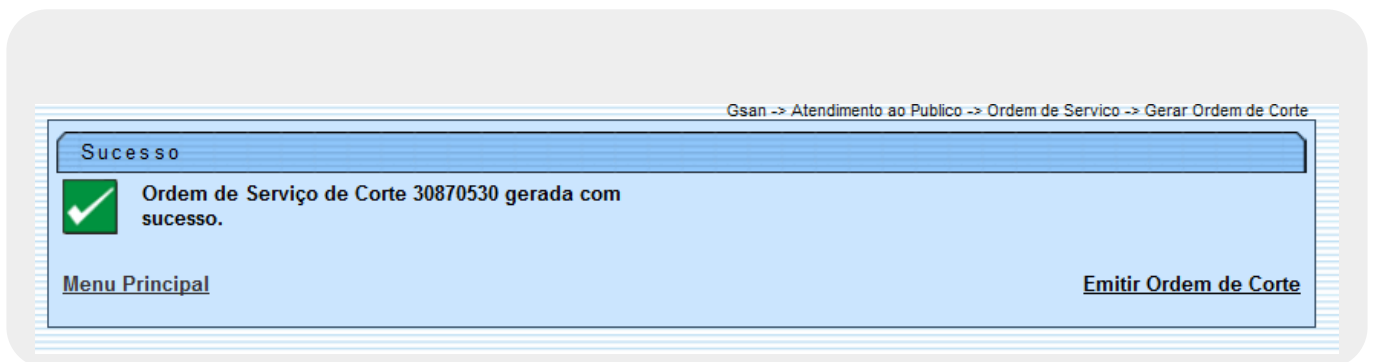 Gsan -> Atendimento ao Publico -> Ordem de Servico -> Gerar Ordem de Corte
Sucesso
Ordem de Serviço de Corte 30870530 gerada com
sucesso.
Menu Principal
Emitir Ordem de Corte